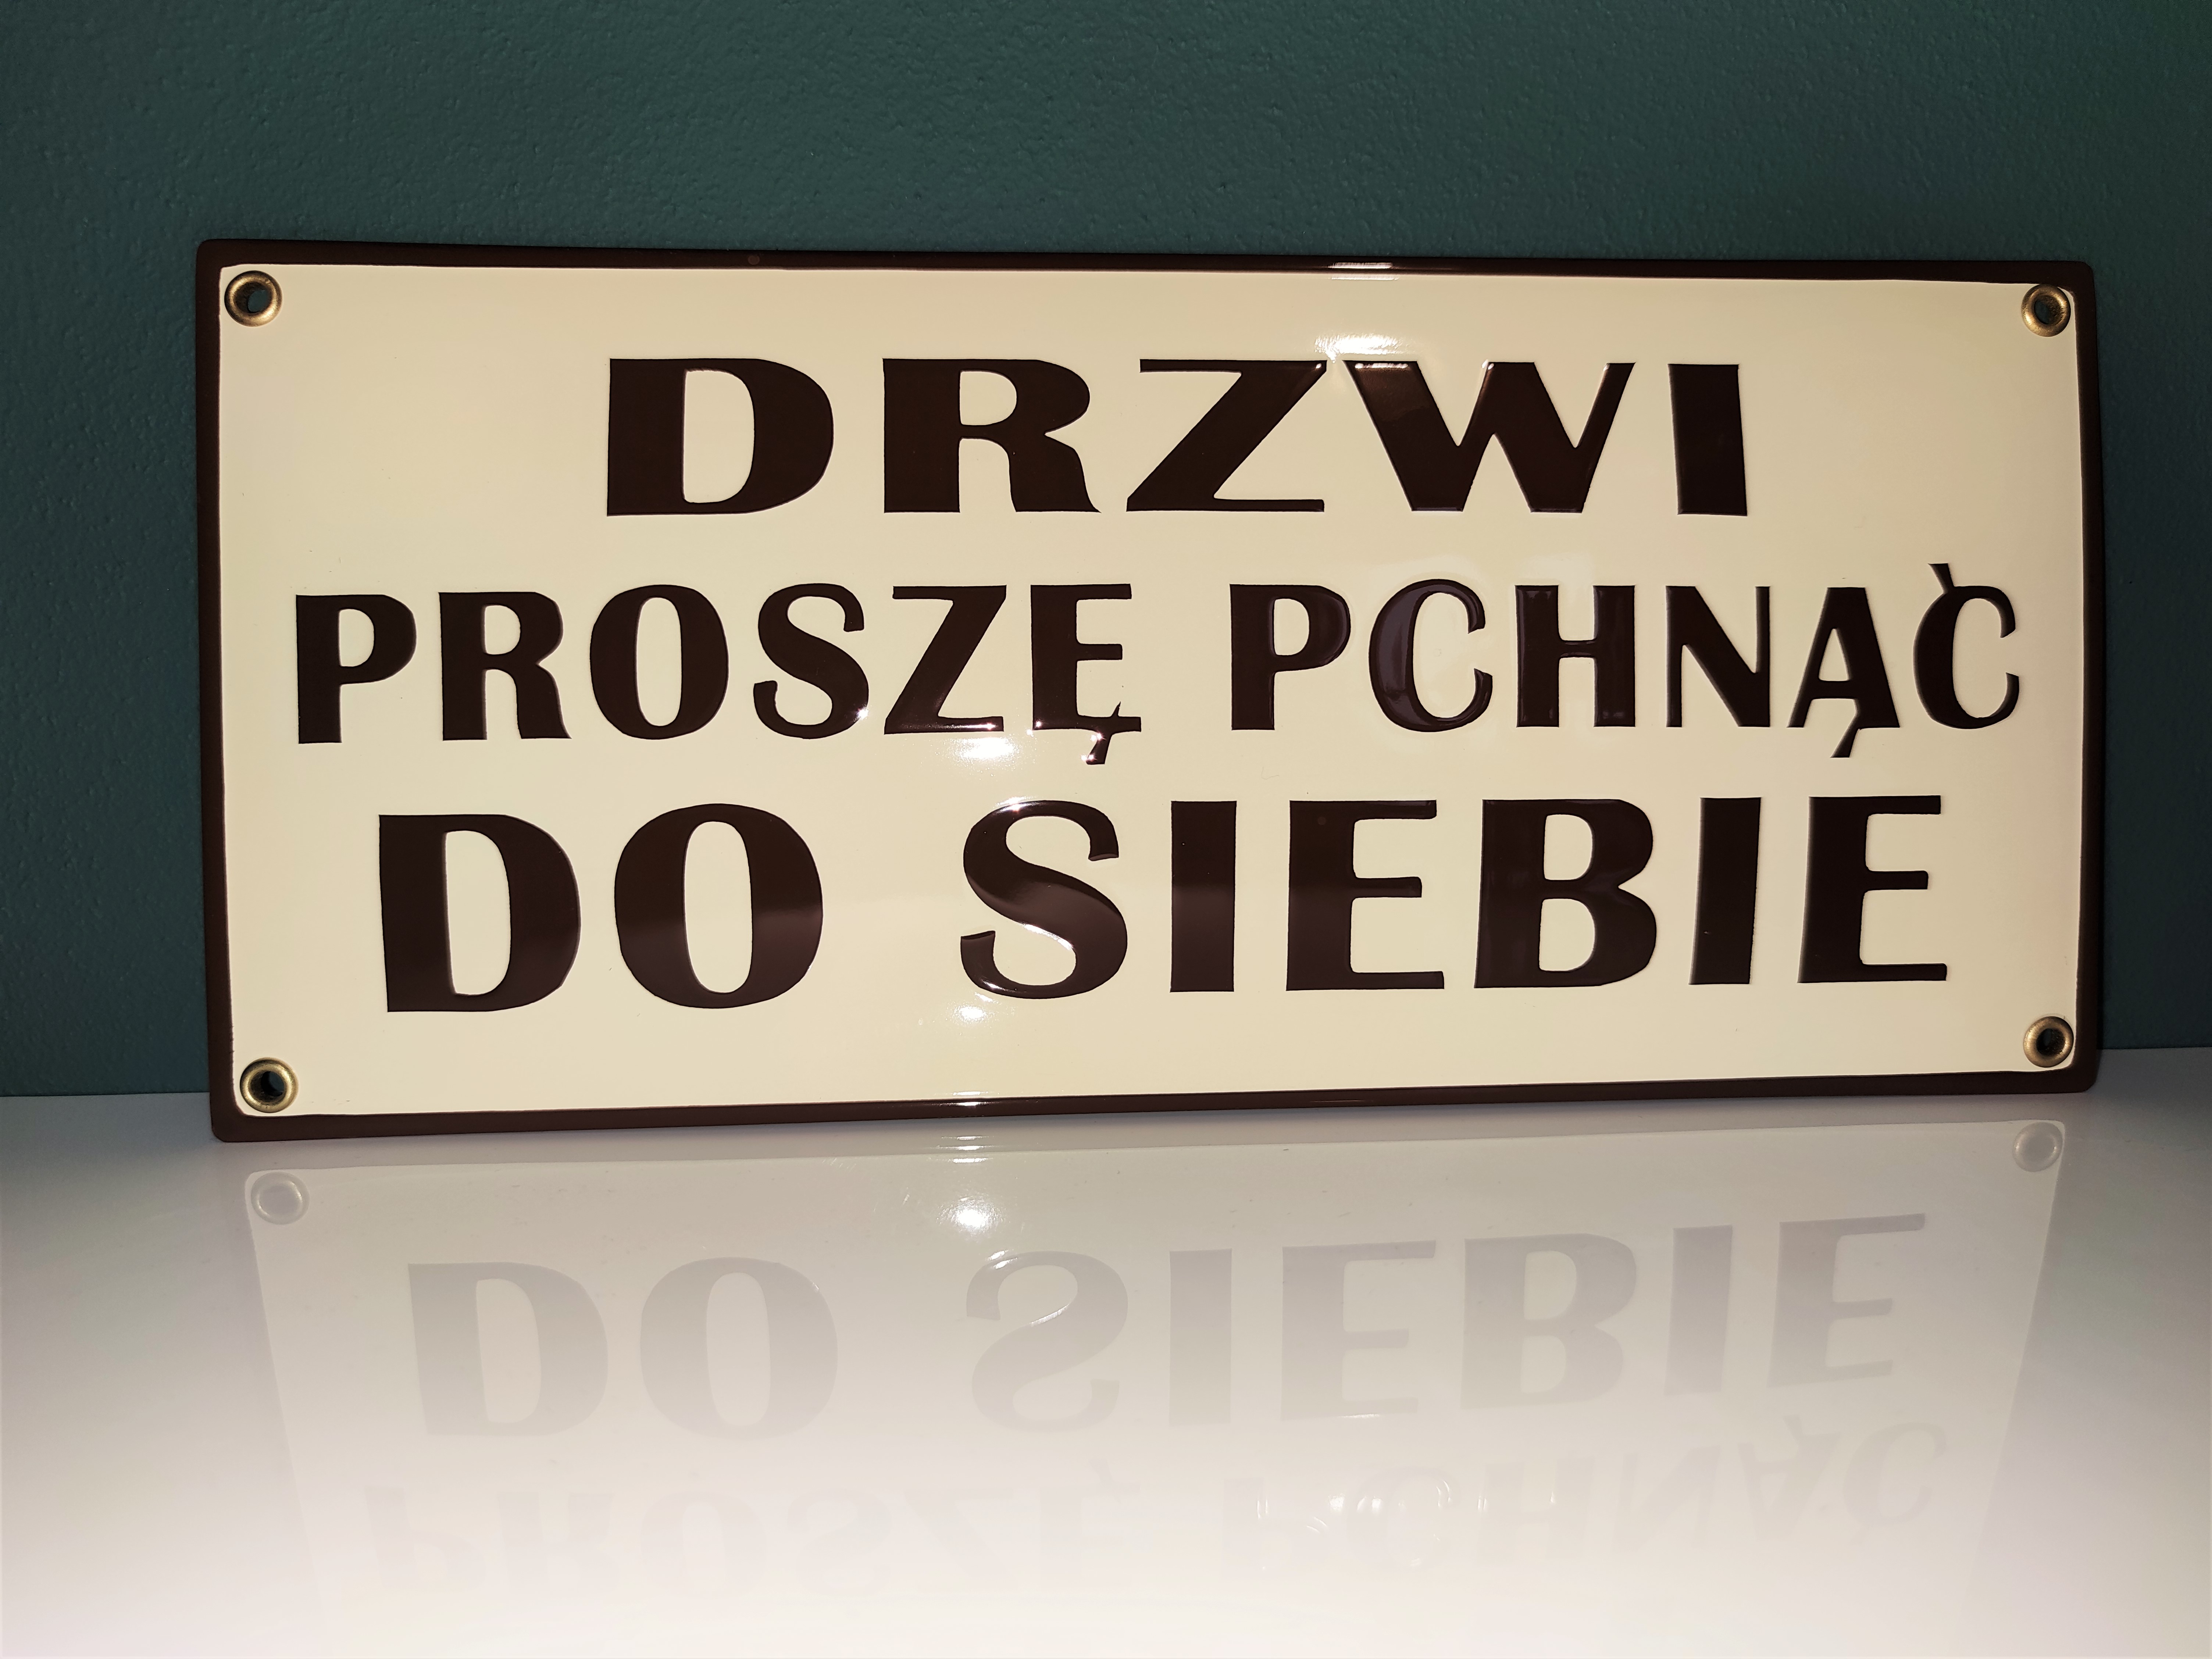 DRZWI
PROSZĘ PCHNĄĆ
DO SIEBIE